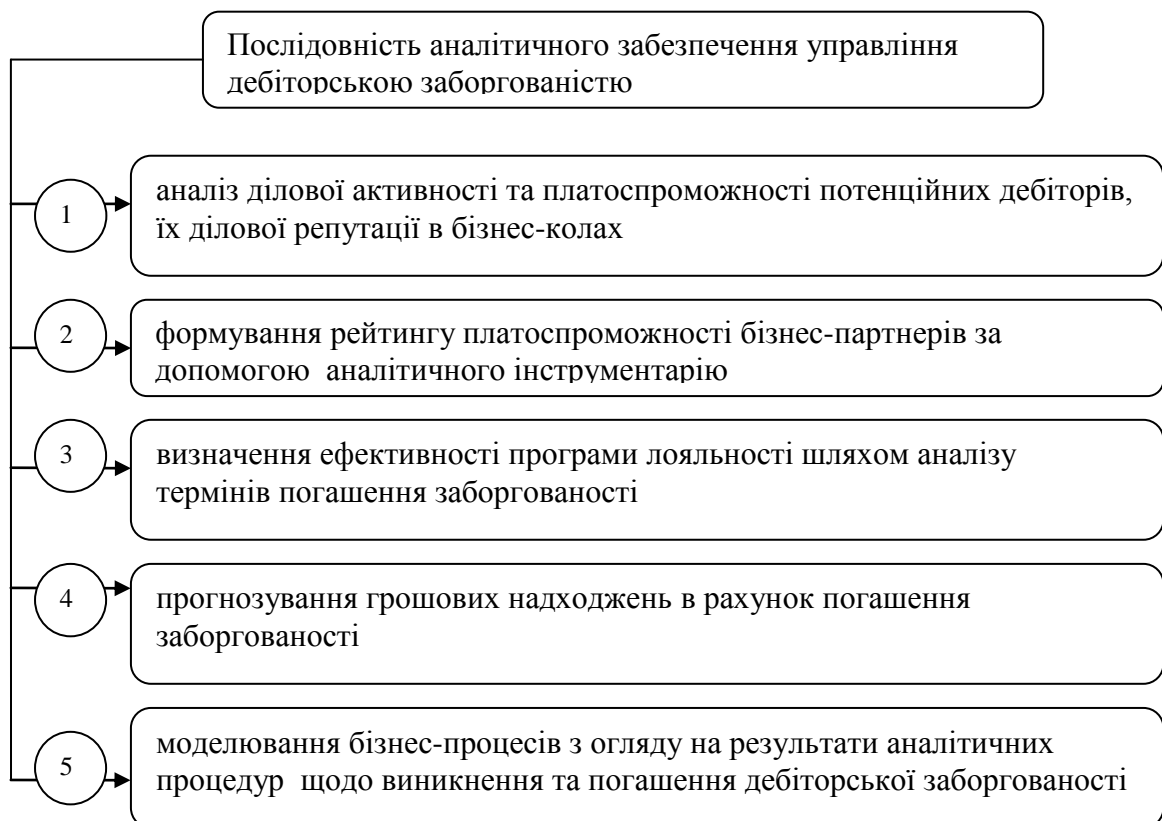 Послідовність аналітичного забезпечення управління
дебіторською заборгованістю
1
аналіз ділової активності та платоспроможності потенційних дебіторів,
їх ділової репутації в бізнес-колах
2
формування рейтингу платоспроможності бізнес-партнерів за
допомогою аналітичного інструментарію
3
визначення ефективності програми лояльності шляхом аналізу
термінів погашення заборгованості
4
прогнозування грошових надходжень в рахунок погашення
заборгованості
5
моделювання бізнес-процесів з огляду на результати аналітичних
процедур щодо виникнення та погашення дебіторської заборгованості